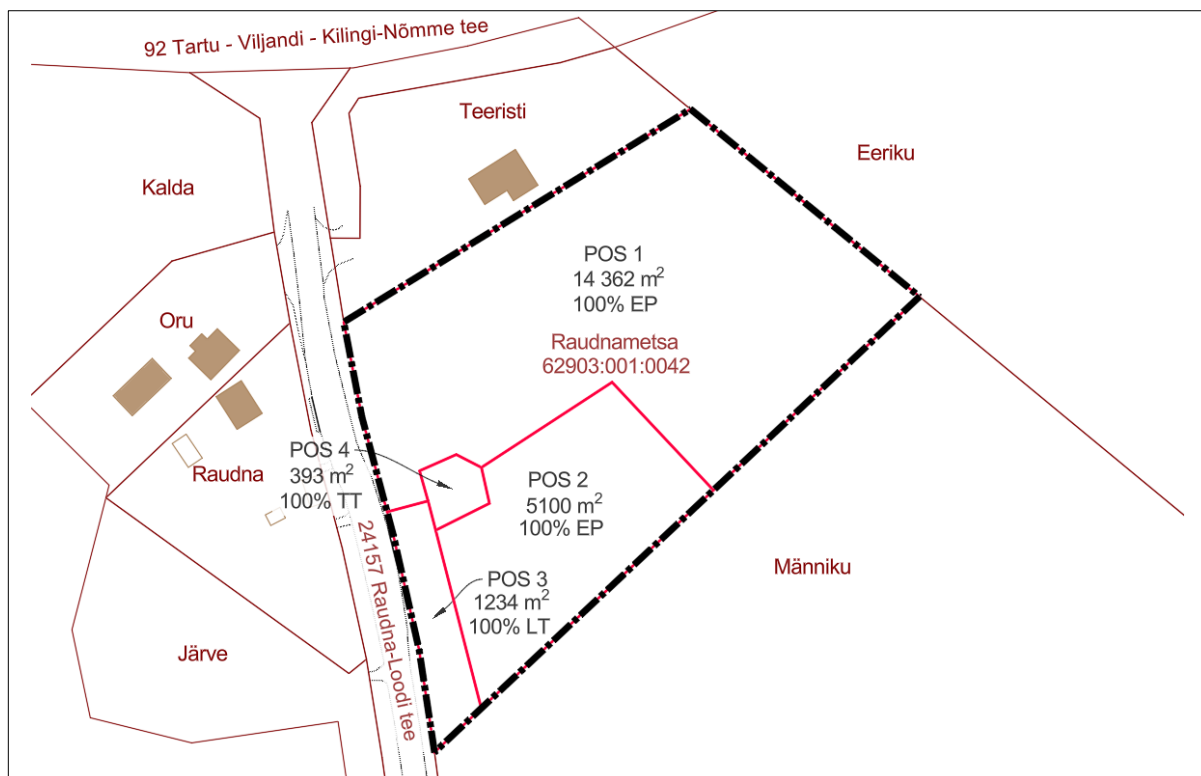 92 Tartu - Viljandi - Kilingi-Nõmme tee
Teeristi
Eeriku
Kalda
POS 1
14 362 m²
100% EP
Oru
Raudnametsa
62903:001:0042
POS 4
393 m²
100% TT
Raudna
POS 2
5100 m²
100% EP
24157 Raudna-Loodi tee
POS 3
1234 m²
100% LT
Männiku
Järve